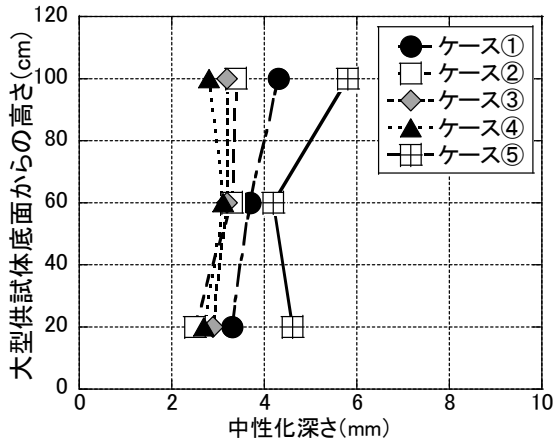 大型供試体底面からの高さ(cm)
120
100
80
60
40
20
0
ケース①
ケース②
ケース③
ケース④
ケース⑤
0 2 4 6 8 10
中性化深さ(mm)